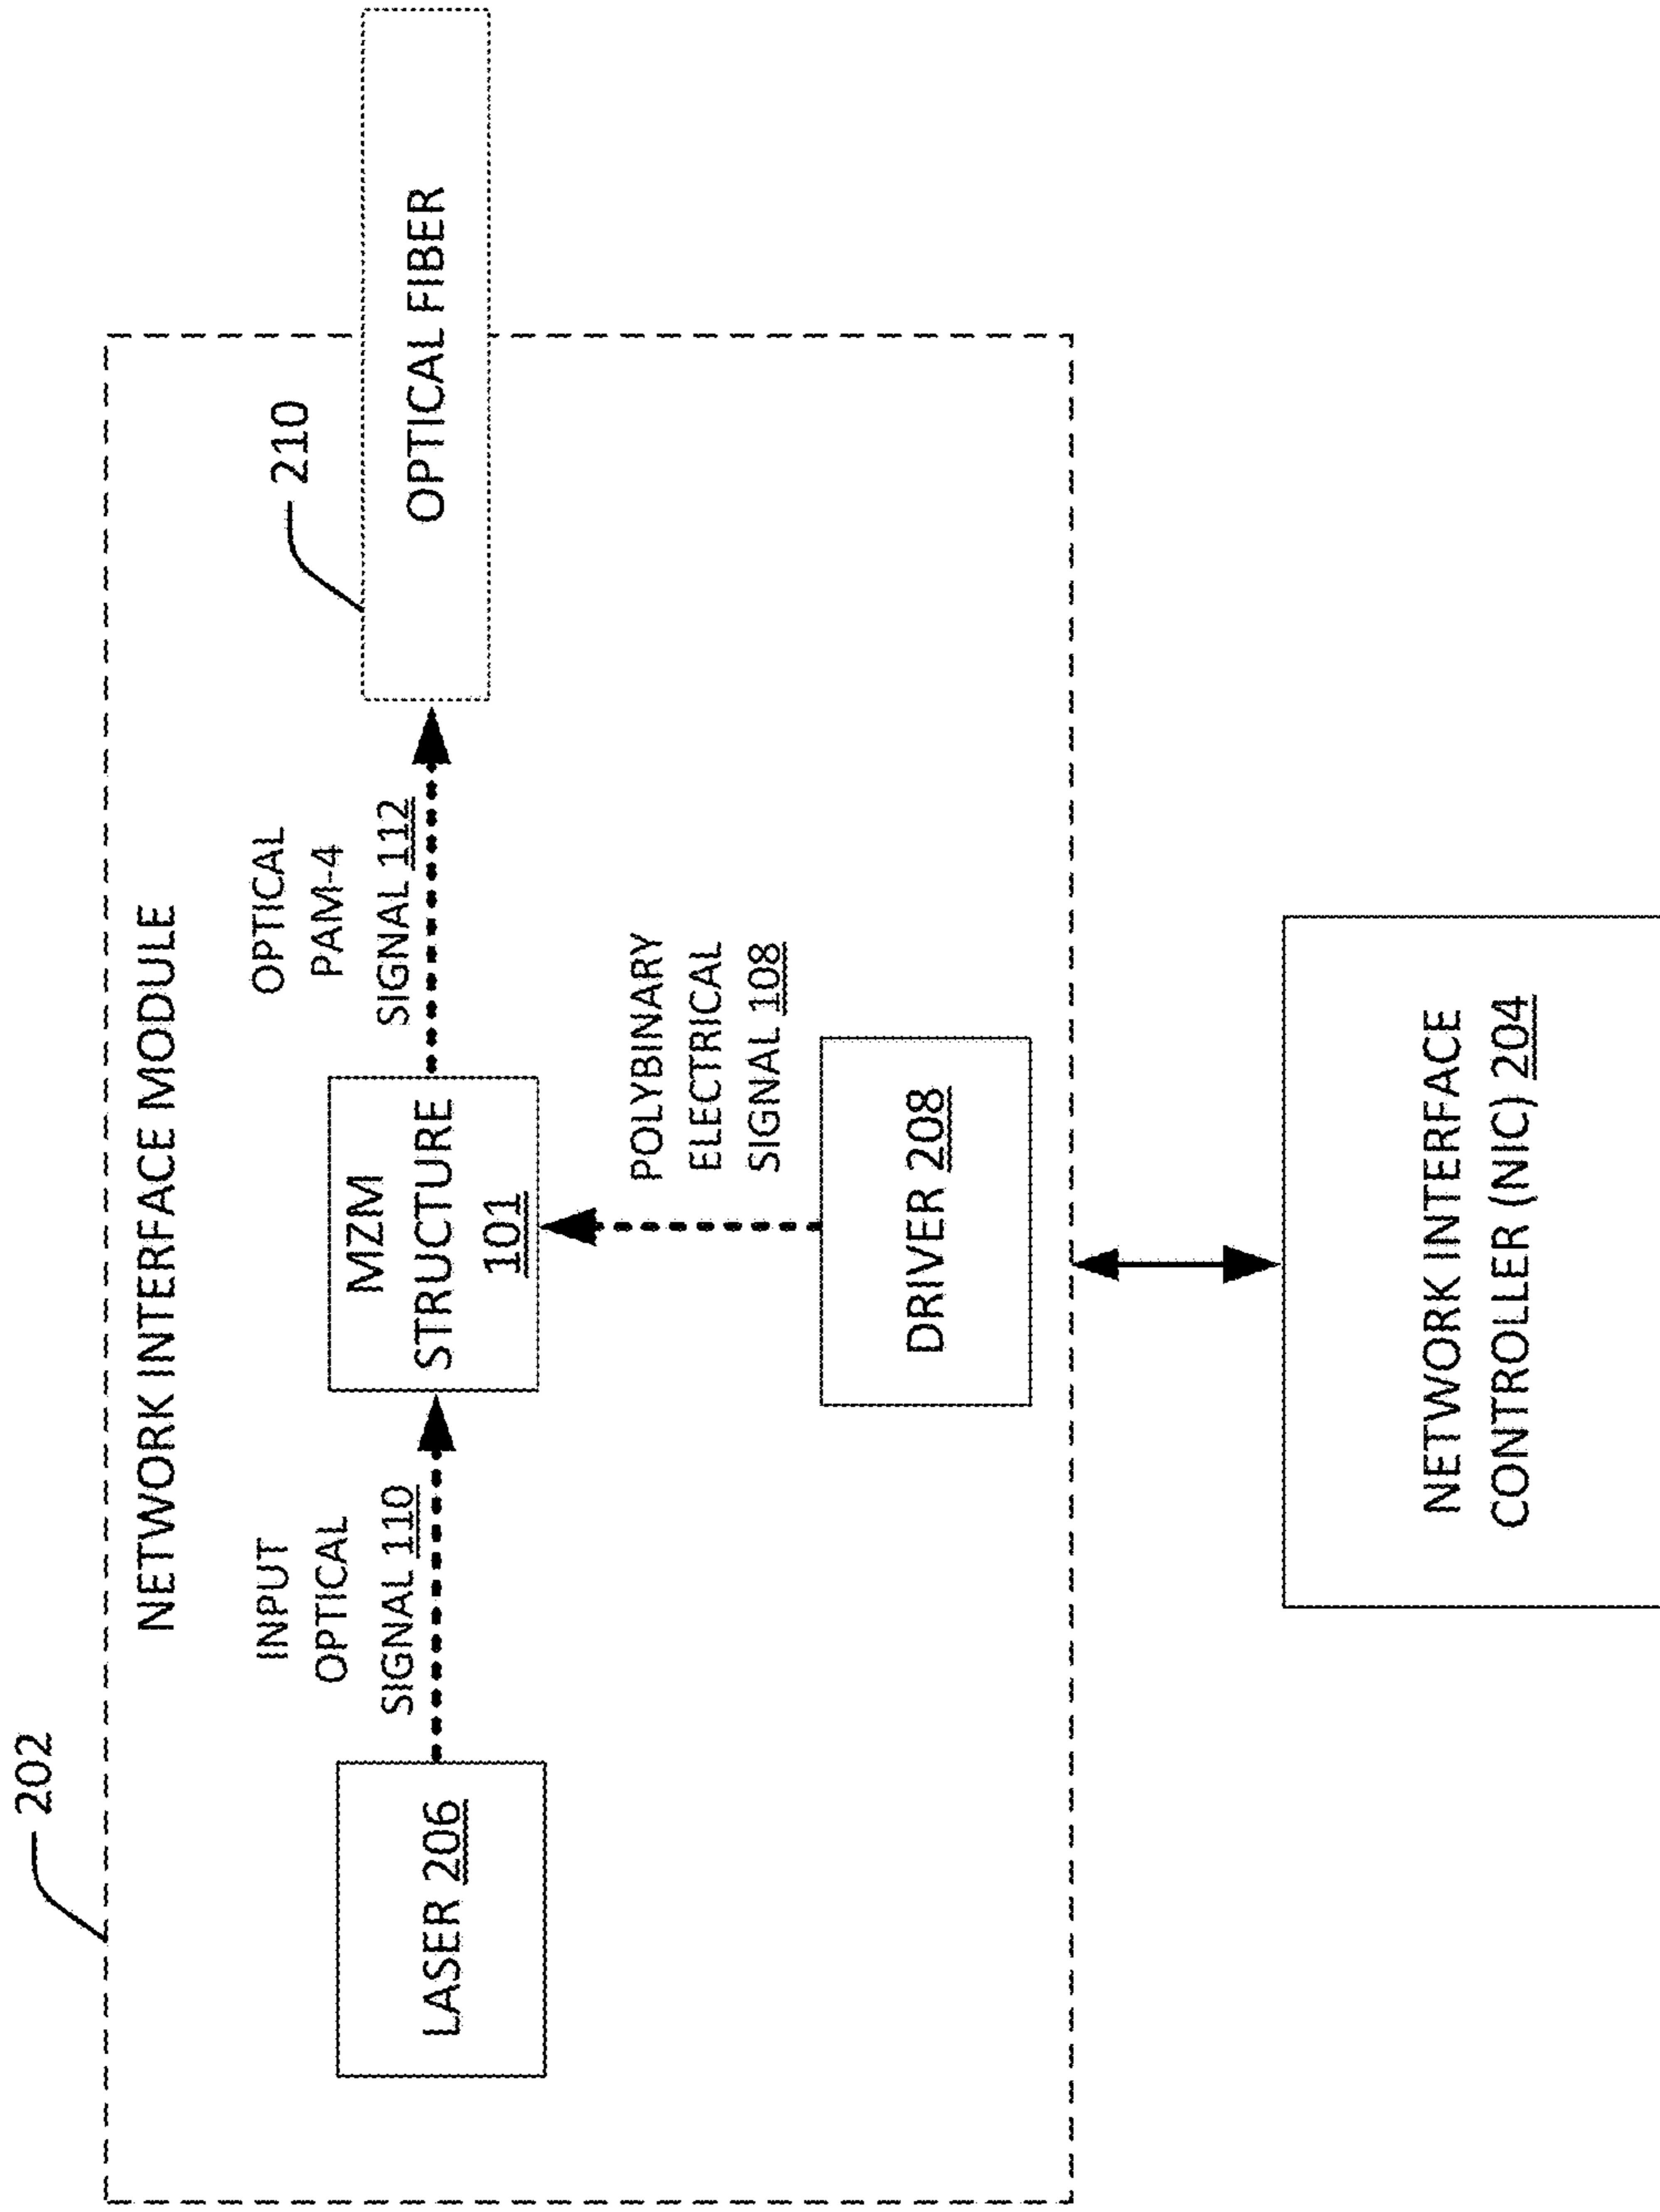 202
NETWORK INTERFACE MODULE
INPUT
OPTICAL
SIGNAL 110
OPTICAL
PAM-4
SIGNAL 112
210
LASER 206
MZM
STRUCTURE
101
OPTICAL FIBER
POLYBINARY
ELECTRICAL
SIGNAL 108
DRIVER 208
NETWORK INTERFACE
CONTROLLER (NIC) 204